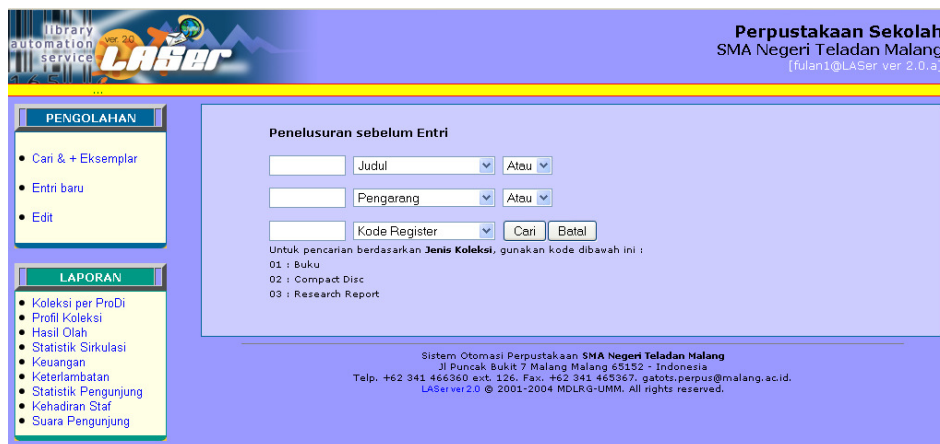 library
automation
service
ver. 2.0
LASer
1 6 5
Perpustakaan Sekolah
SMA Negeri Teladan Malang
[fulan1@LASer ver 2.0.a]
...
PENGOLAHAN
Cari & + Eksemplar
Entri baru
Edit
LAPORAN
Koleksi per ProDi
Profil Koleksi
Hasil Olah
Statistik Sirkulasi
Keuangan
Keterlambatan
Statistik Pengunjung
Kehadiran Staf
Suara Pengunjung
Penelusuran sebelum Entri
Judul Atau
Pengarang Atau
Kode Register Cari Batal
Untuk pencarian berdasarkan Jenis Koleksi, gunakan kode dibawah ini :
01 : Buku
02 : Compact Disc
03 : Research Report
Sistem Otomasi Perpustakaan SMA Negeri Teladan Malang
Jl Puncak Bukit 7 Malang Malang 65152 - Indonesia
Telp. +62 341 466360 ext. 126. Fax. +62 341 465367. gatots.perpus@malang.ac.id.
LASer ver 2.0 @ 2001-2004 MDLRG-UMM. All rights reserved.